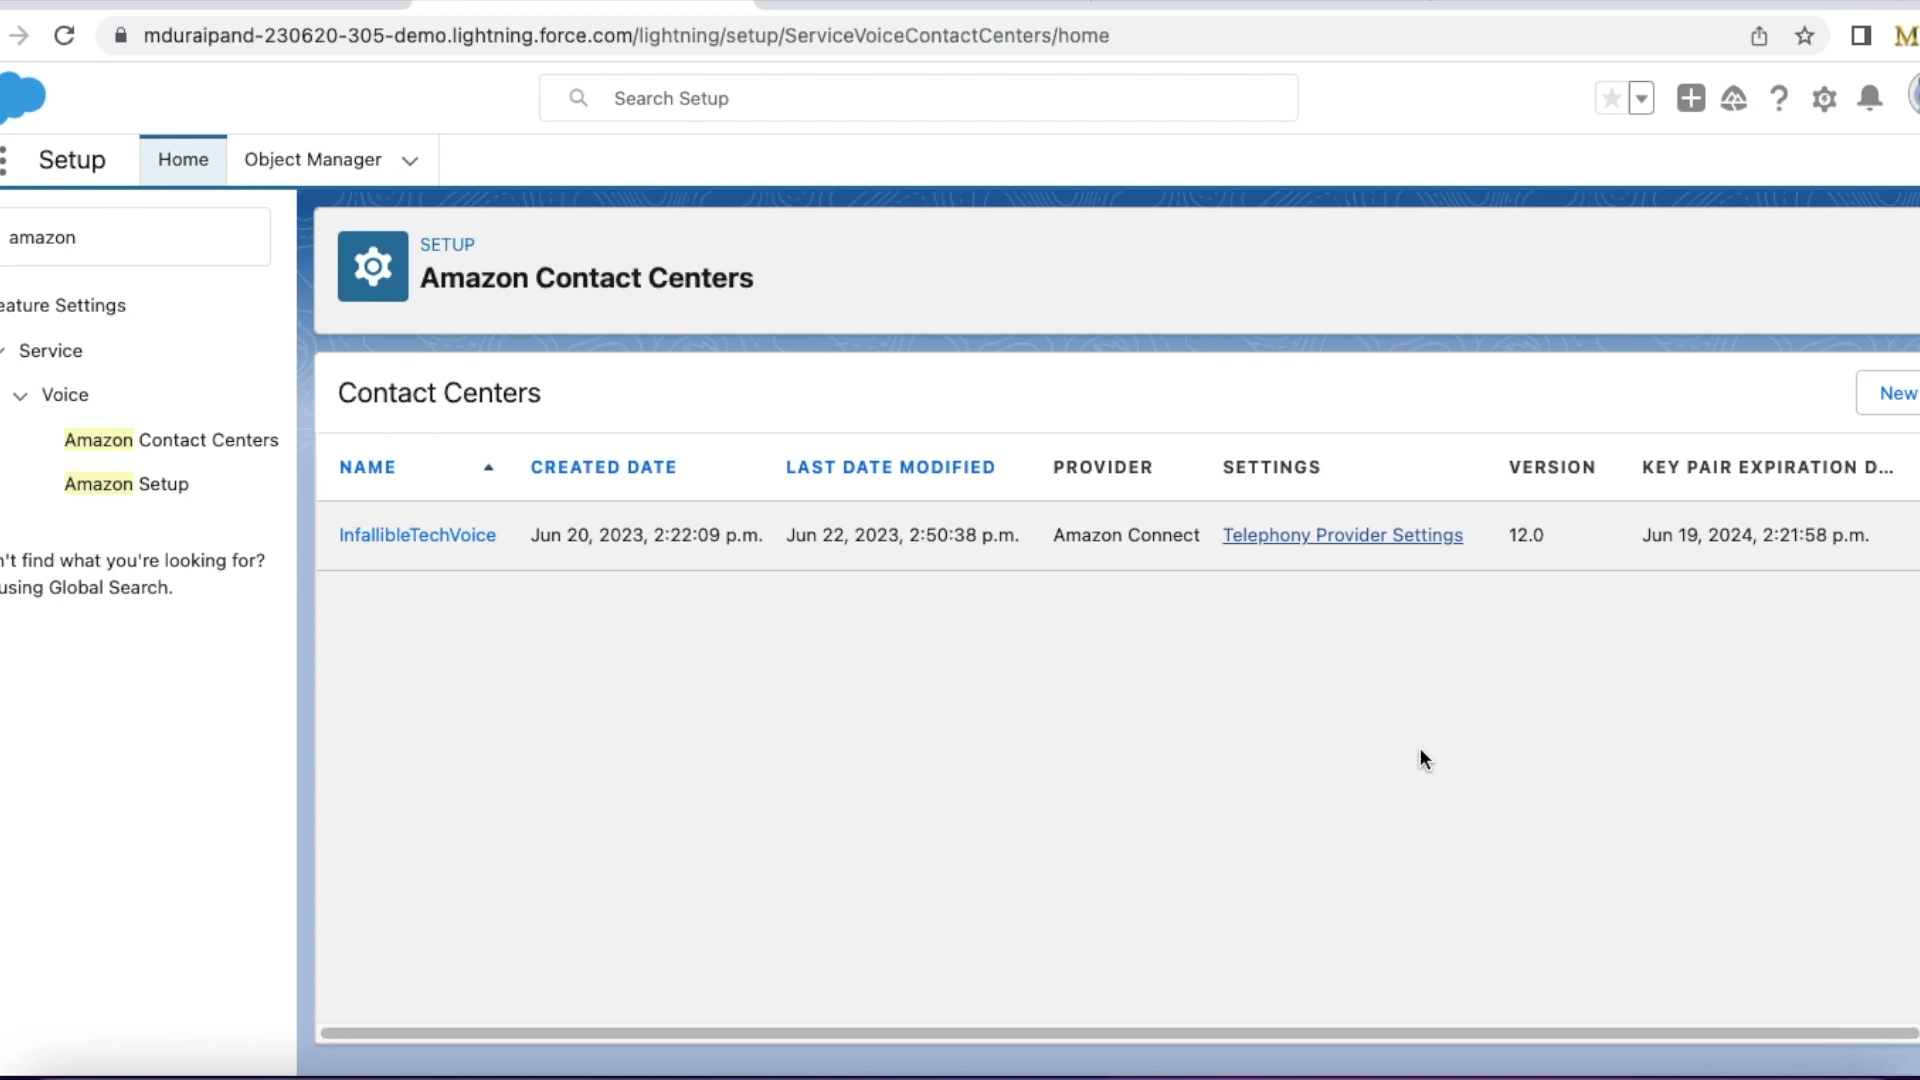 mduraipand-230620-305-demo.lightning.force.com/lightning/setup/ServiceVoiceContactCenters/home
M
Search Setup
Setup
Home
Object Manager
amazon
eature Settings
Service
Voice
Amazon Contact Centers
Amazon Setup
n't find what you're looking for?
using Global Search.
SETUP
Amazon Contact Centers
Contact Centers
New
NAME CREATED DATE LAST DATE MODIFIED PROVIDER SETTINGS VERSION KEY PAIR EXPIRATION D...
InfallibleTechVoice Jun 20, 2023, 2:22:09 p.m. Jun 22, 2023, 2:50:38 p.m. Amazon Connect Telephony Provider Settings 12.0 Jun 19, 2024, 2:21:58 p.m.